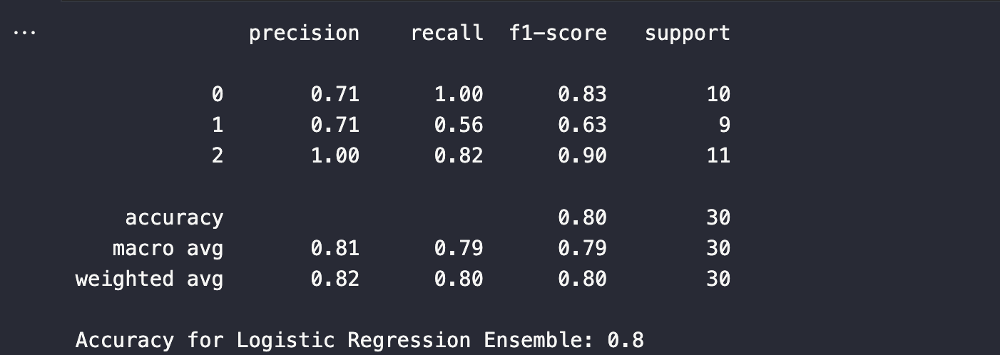 ...
precision recall f1-score support
0 0.71 1.00 0.83 10
1 0.71 0.56 0.63 9
2 1.00 0.82 0.90 11
accuracy 0.80 30
macro avg 0.81 0.79 0.79 30
weighted avg 0.82 0.80 0.80 30
Accuracy for Logistic Regression Ensemble: 0.8